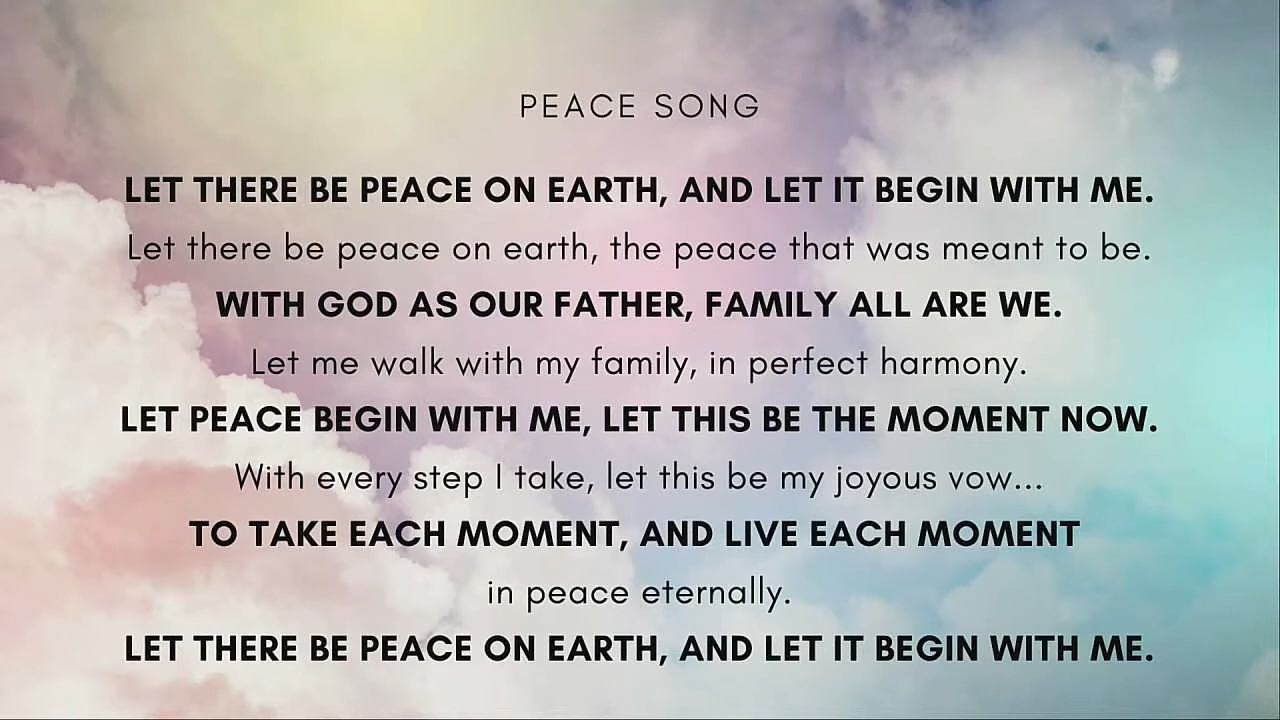 PEACE SONG
LET THERE BE PEACE ON EARTH, AND LET IT BEGIN WITH ME.
Let there be peace on earth, the peace that was meant to be.
WITH GOD AS OUR FATHER, FAMILY ALL ARE WE.
Let me walk with my family, in perfect harmony.
LET PEACE BEGIN WITH ME, LET THIS BE THE MOMENT NOW.
With every step I take, let this be my joyous vow...
TO TAKE EACH MOMENT, AND LIVE EACH MOMENT
in peace eternally.
LET THERE BE PEACE ON EARTH, AND LET IT BEGIN WITH ME.